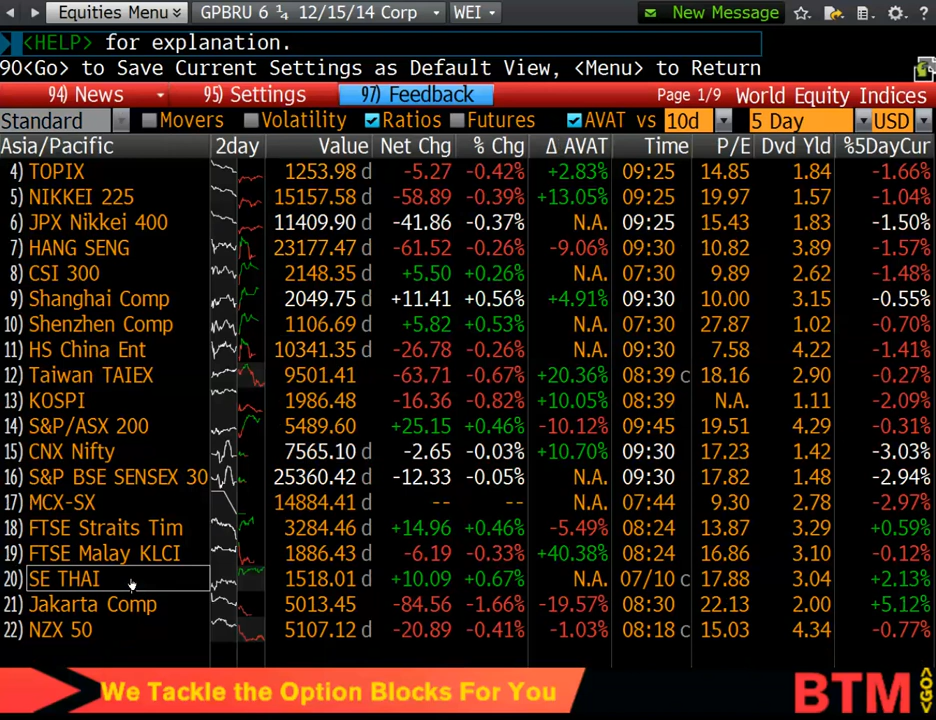 Equities Menu GPBRU 6 ¼ 12/15/14 Corp WEI New Message ?
<HELP> for explanation.
90<Go> to Save Current Settings as Default View, <Menu> to Return
94) News 95) Settings 97) Feedback Page 1/9 World Equity Indices
Standard Movers Volatility Ratios Futures AVAT vs 10d 5 Day USD
Asia/Pacific 2day Value Net Chg % Chg Δ AVAT Time P/E Dvd Yld %5DayCur
4) TOPIX 1253.98 d -5.27 -0.42% +2.83% 09:25 14.85 1.84 -1.66%
5) NIKKEI 225 15157.58 d -58.89 -0.39% +13.05% 09:25 19.97 1.57 -1.04%
6) JPX Nikkei 400 11409.90 d -41.86 -0.37% N.A. 09:25 15.43 1.83 -1.50%
7) HANG SENG 23177.47 d -61.52 -0.26% -9.06% 09:30 10.82 3.89 -1.57%
8) CSI 300 2148.35 d +5.50 +0.26% N.A. 07:30 9.89 2.62 -1.48%
9) Shanghai Comp 2049.75 d +11.41 +0.56% +4.91% 09:30 10.00 3.15 -0.55%
10) Shenzhen Comp 1106.69 d +5.82 +0.53% N.A. 07:30 27.87 1.02 -0.70%
11) HS China Ent 10341.35 d -26.78 -0.26% N.A. 09:30 7.58 4.22 -1.41%
12) Taiwan TAIEX 9501.41 -63.71 -0.67% +20.36% 08:39 c 18.16 2.90 -0.27%
13) KOSPI 1986.48 -16.36 -0.82% +10.05% 08:39 N.A. 1.11 -2.09%
14) S&P/ASX 200 5489.60 +25.15 +0.46% -10.12% 09:45 19.51 4.29 -0.31%
15) CNX Nifty 7565.10 d -2.65 -0.03% +10.70% 09:30 17.23 1.42 -3.03%
16) S&P BSE SENSEX 30 25360.42 d -12.33 -0.05% N.A. 09:30 17.82 1.48 -2.94%
17) MCX-SX 14884.41 d -- -- N.A. 07:44 9.30 2.78 -2.97%
18) FTSE Straits Tim 3284.46 d +14.96 +0.46% -5.49% 08:24 13.87 3.29 +0.59%
19) FTSE Malay KLCI 1886.43 d -6.19 -0.33% +40.38% 08:24 16.86 3.10 -0.12%
20) SE THAI 1518.01 d +10.09 +0.67% N.A. 07/10 c 17.88 3.04 +2.13%
21) Jakarta Comp 5013.45 -84.56 -1.66% -19.57% 08:30 22.13 2.00 +5.12%
22) NZX 50 5107.12 d -20.89 -0.41% -1.03% 08:18 c 15.03 4.34 -0.77%
We Tackle the Option Blocks For You BTM